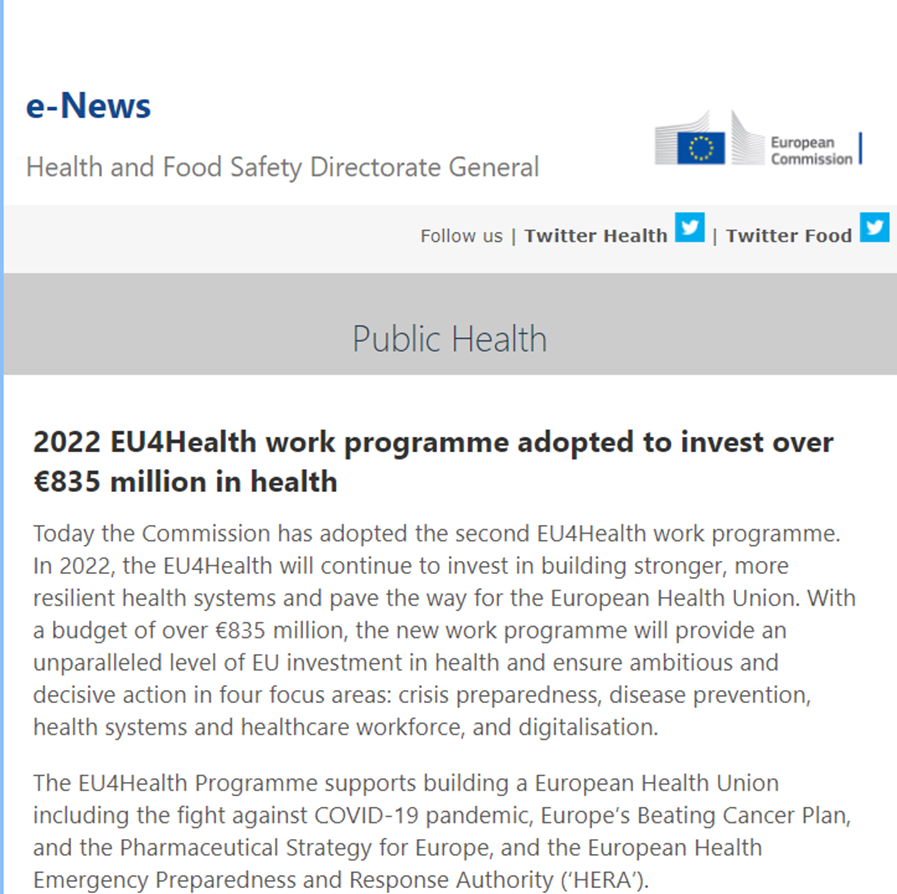 e-News
Health and Food Safety Directorate General
European
Commission
Follow us | Twitter Health | Twitter Food
Public Health
2022 EU4Health work programme adopted to invest over
€835 million in health
Today the Commission has adopted the second EU4Health work programme.
In 2022, the EU4Health will continue to invest in building stronger, more
resilient health systems and pave the way for the European Health Union. With
a budget of over €835 million, the new work programme will provide an
unparalleled level of EU investment in health and ensure ambitious and
decisive action in four focus areas: crisis preparedness, disease prevention,
health systems and healthcare workforce, and digitalisation.
The EU4Health Programme supports building a European Health Union
including the fight against COVID-19 pandemic, Europe’s Beating Cancer Plan,
and the Pharmaceutical Strategy for Europe, and the European Health
Emergency Preparedness and Response Authority (‘HERA’).